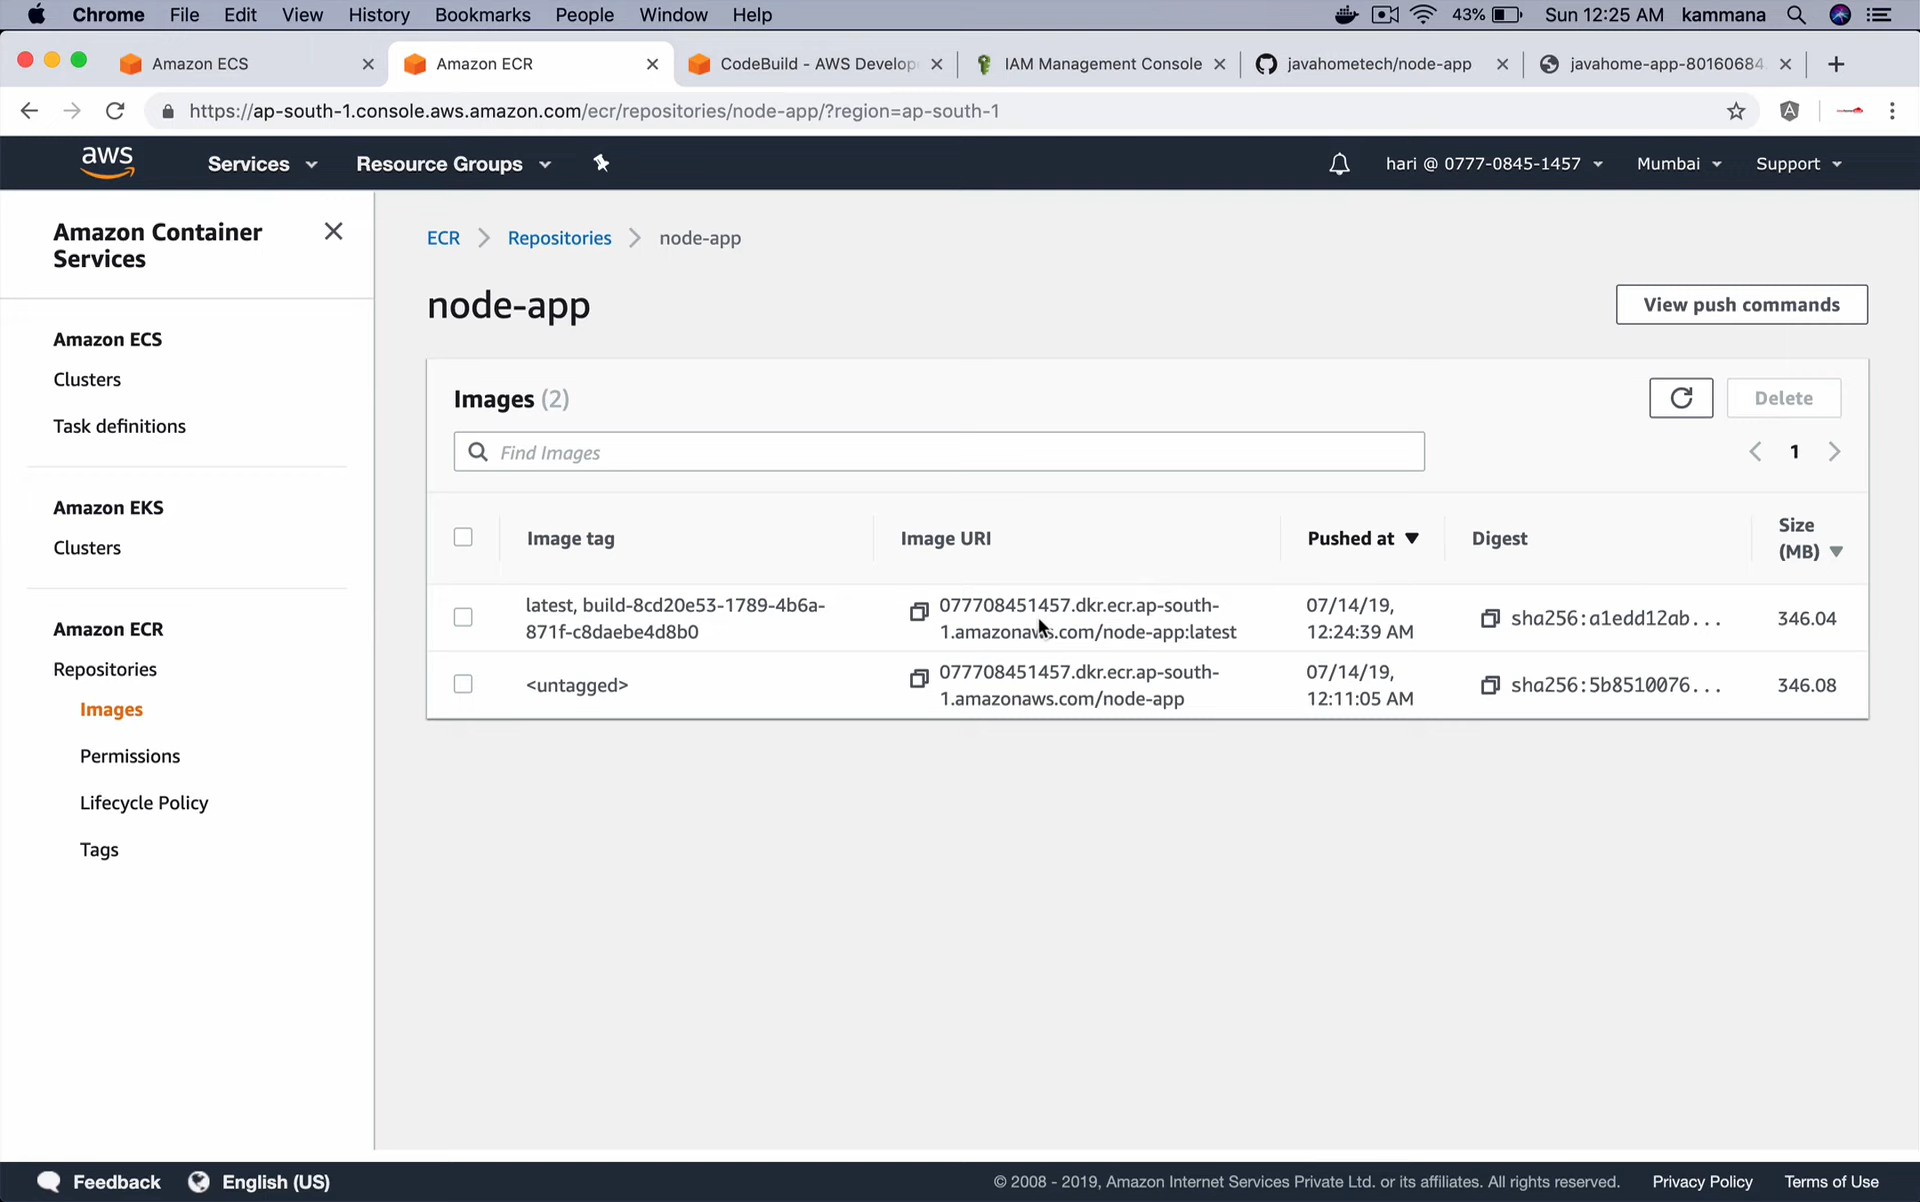 Chrome File Edit View History Bookmarks People Window Help 43% Sun 12:25 AM kammana
Amazon ECS Amazon ECR CodeBuild - AWS Develop IAM Management Console javahometech/node-app javahome-app-80160684
https://ap-south-1.console.aws.amazon.com/ecr/repositories/node-app/?region=ap-south-1
aws Services Resource Groups hari @ 0777-0845-1457 Mumbai Support
Amazon Container
Services
Amazon ECS
Clusters
Task definitions
Amazon EKS
Clusters
Amazon ECR
Repositories
Images
Permissions
Lifecycle Policy
Tags
ECR Repositories node-app
node-app
View push commands
Images (2)
Delete
Find Images
1
Image tag Image URI Pushed at Digest Size
(MB)
latest, build-8cd20e53-1789-4b6a- 077708451457.dkr.ecr.ap-south- 07/14/19, sha256:a1edd12ab... 346.04
871f-c8daebe4d8b0 1.amazonaws.com/node-app:latest 12:24:39 AM
<untagged> 077708451457.dkr.ecr.ap-south- 07/14/19, sha256:5b8510076... 346.08
1.amazonaws.com/node-app 12:11:05 AM
Feedback English (US) © 2008 - 2019, Amazon Internet Services Private Ltd. or its affiliates. All rights reserved. Privacy Policy Terms of Use